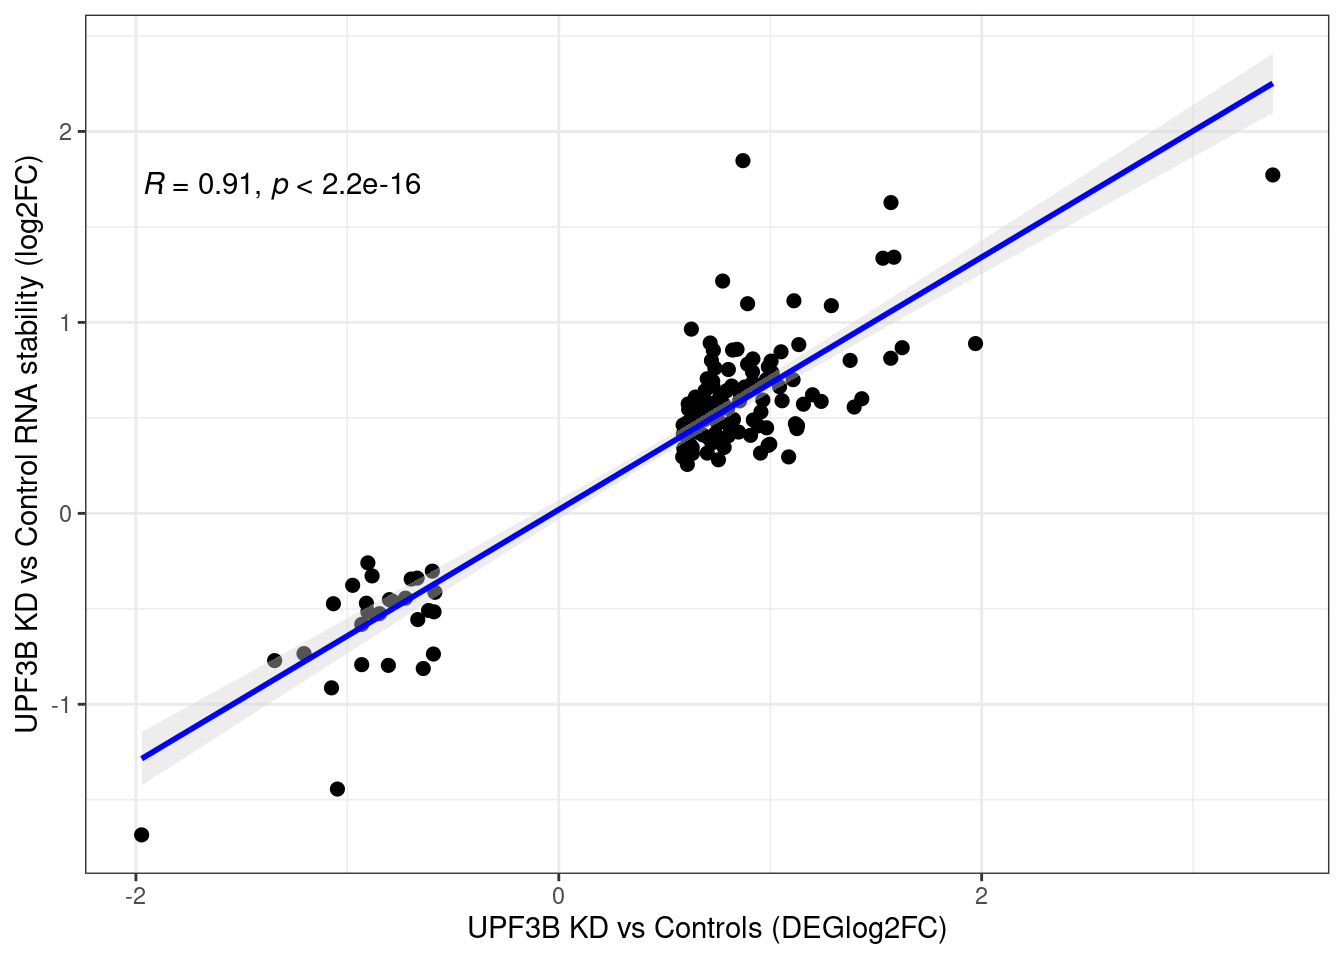 R = 0.91, p < 2.2e-16
UPF3B KD vs Control RNA stability (log2FC)
2
1
0
-1
-2
0
2
UPF3B KD vs Controls (DEGlog2FC)